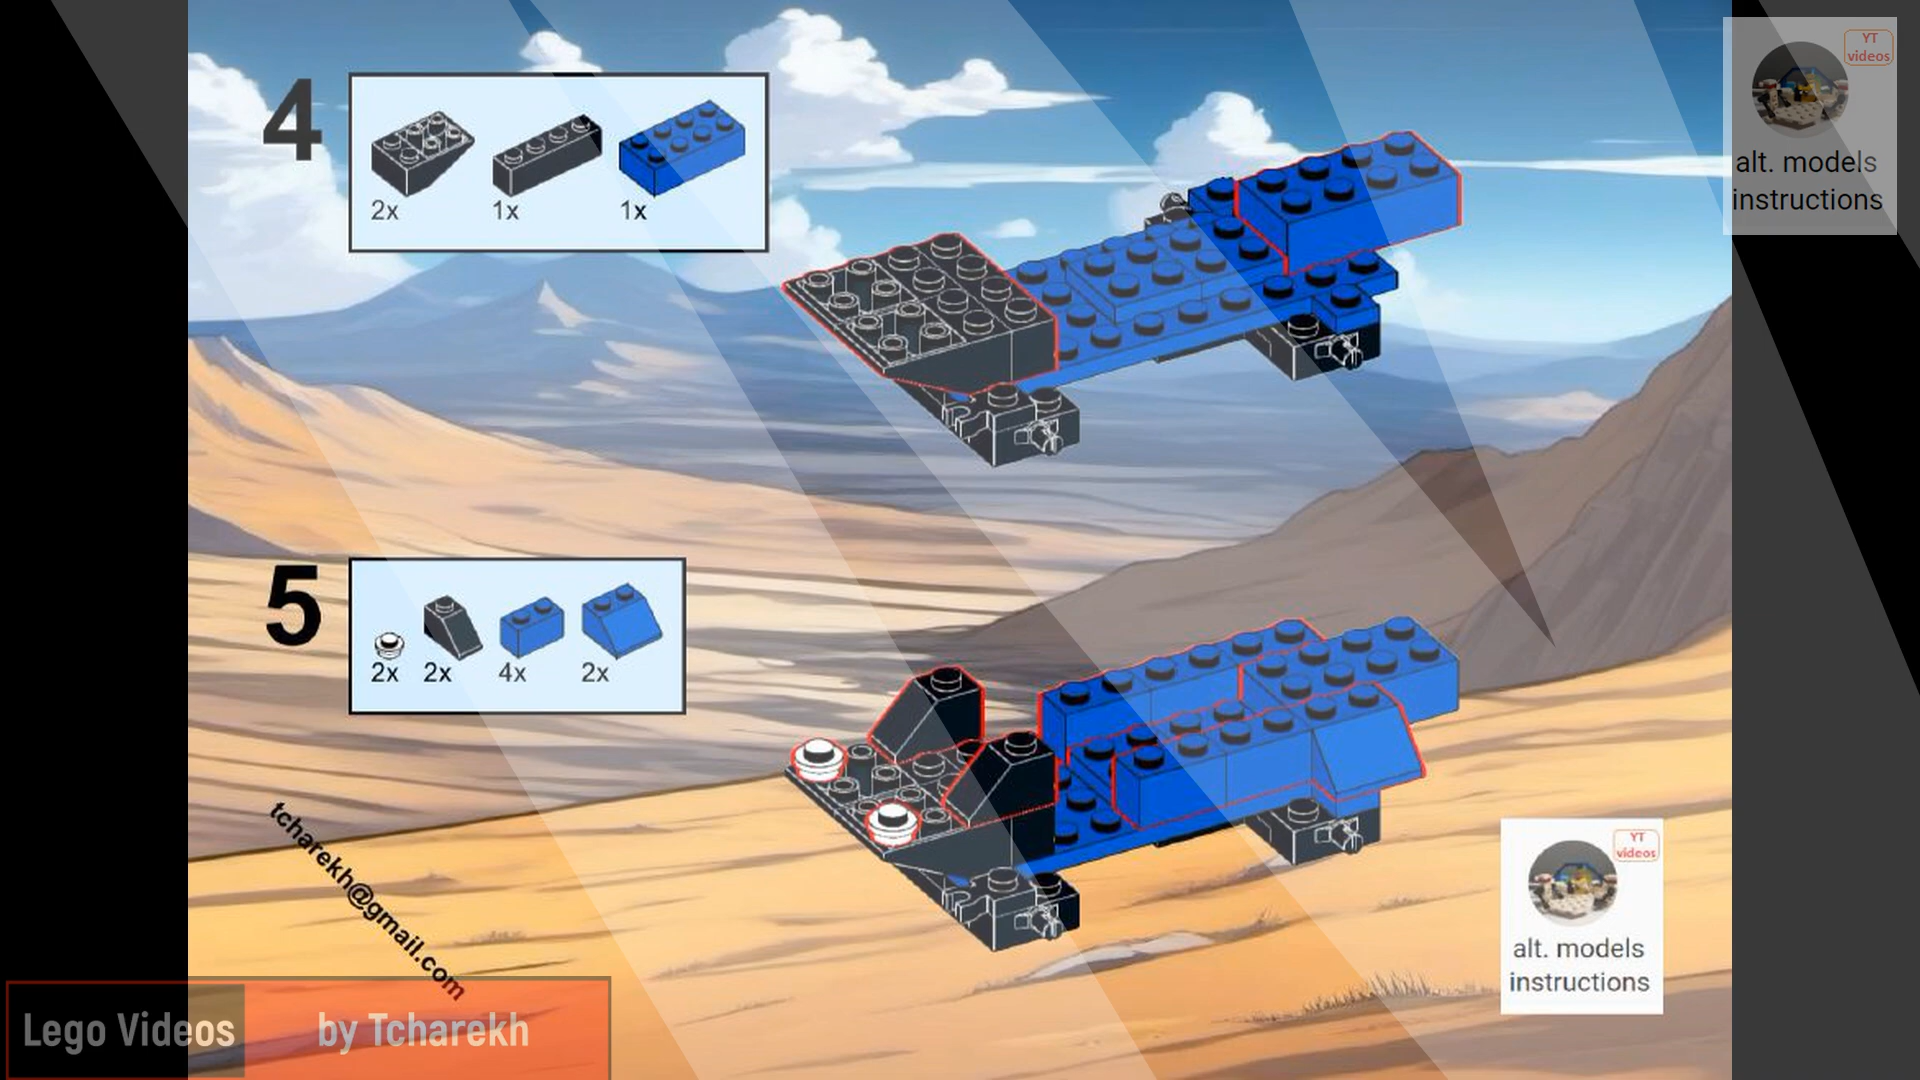 4
2x
1x
1x
YT
videos
alt. models
instructions
5
2x
2x
4x
2x
tcharekh@gmail.com
YT
videos
alt. models
instructions
Lego Videos
by Tcharekh